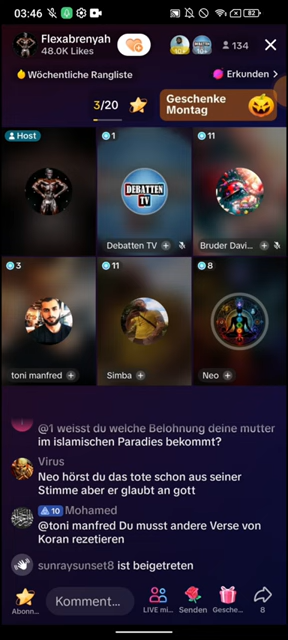 03:46
82
Flexabrenyah
48.0K Likes
10+
134
Wöchentliche Rangliste
Erkunden >
3/20
Geschenke
Montag
Host
1
11
DEBATTEN
TV
Debatten TV +
Bruder Davi... +
3
11
8
toni manfred +
Simba +
Neo +
@1 weisst du welche Belohnung deine mutter
im islamischen Paradies bekommt?
Virus
Neo hörst du das tote schon aus seiner
Stimme aber er glaubt an gott
10 Mohamed
@toni manfred Du musst andere Verse von
Koran rezetieren
sunraysunset8 ist beigetreten
Abonn...
Komment...
LIVE mi...
Senden
Gesche...
8